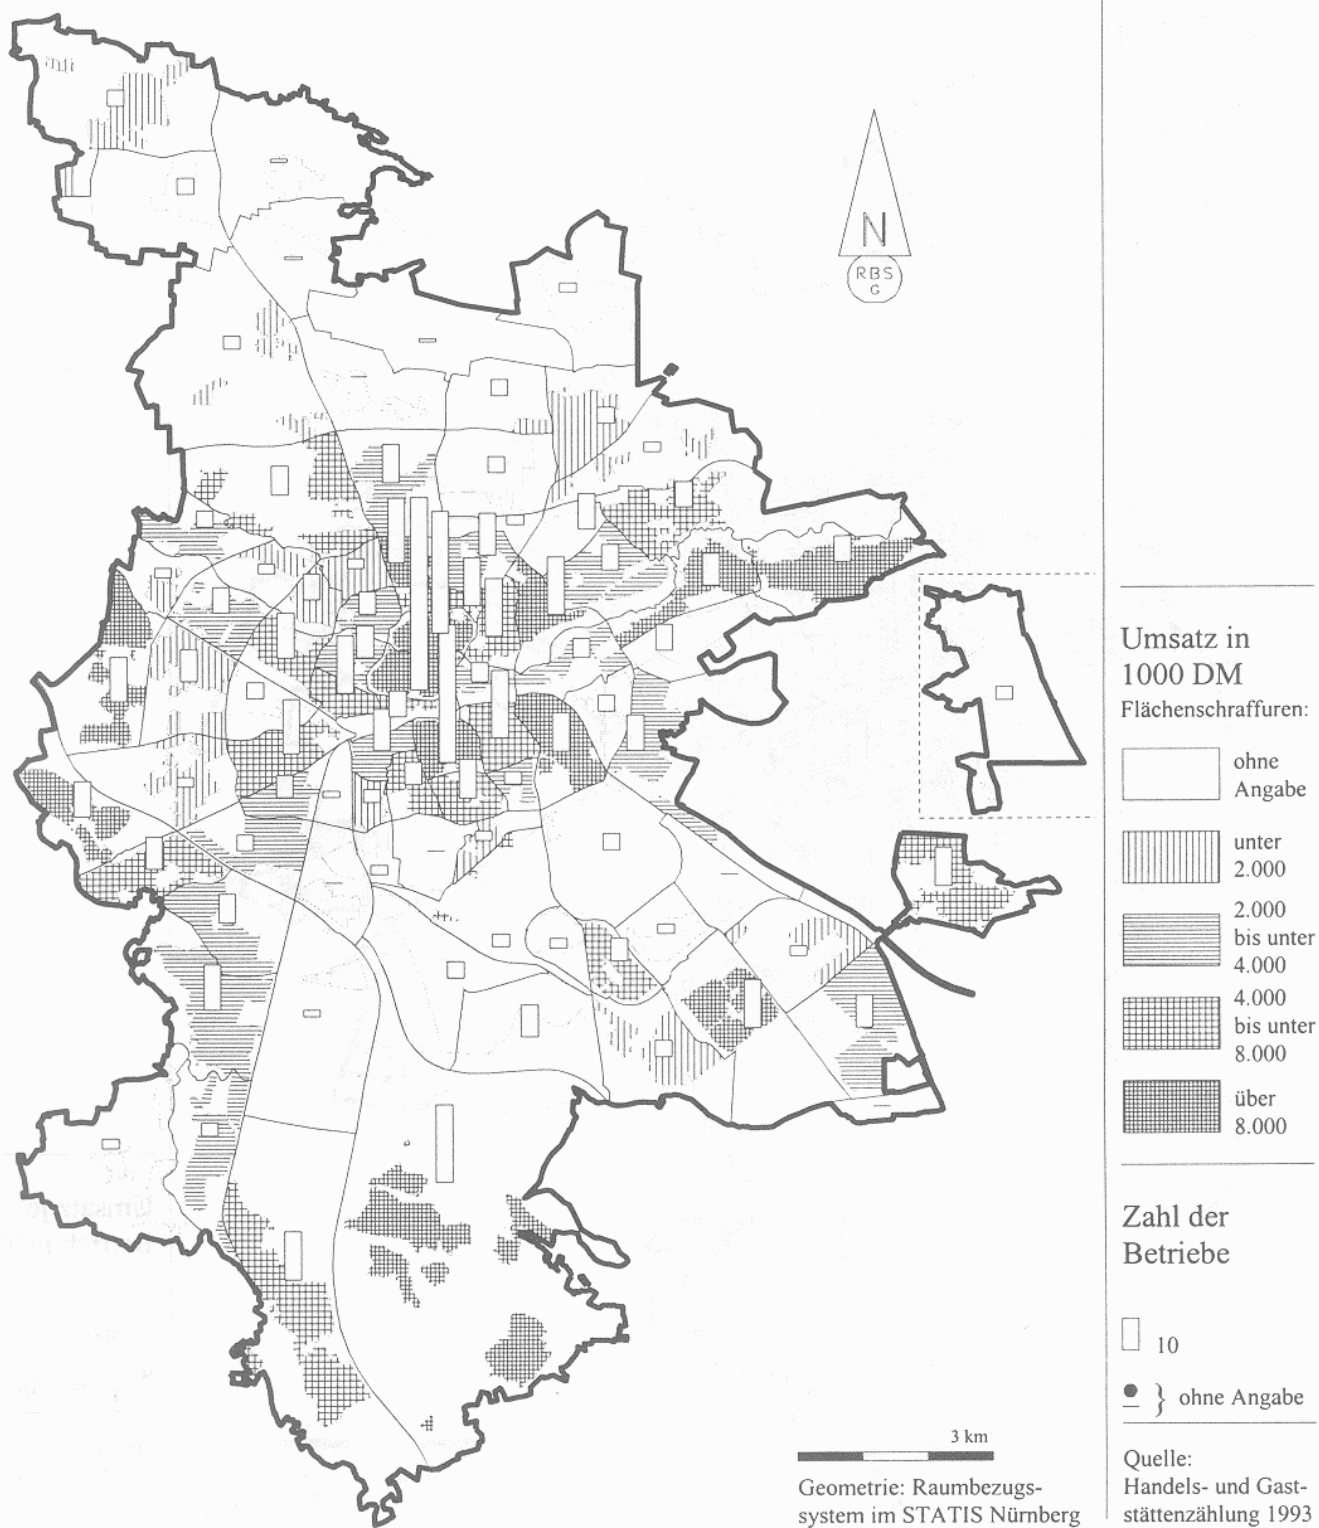 N
RBS
G
Umsatz in
1000 DM
Flächenschraffuren:
ohne
Angabe
unter
2.000
2.000
bis unter
4.000
4.000
bis unter
8.000
über
8.000
Zahl der
Betriebe
10
} ohne Angabe
3 km
Geometrie: Raumbezugs-
system im STATIS Nürnberg
Quelle:
Handels- und Gast-
stättenzählung 1993